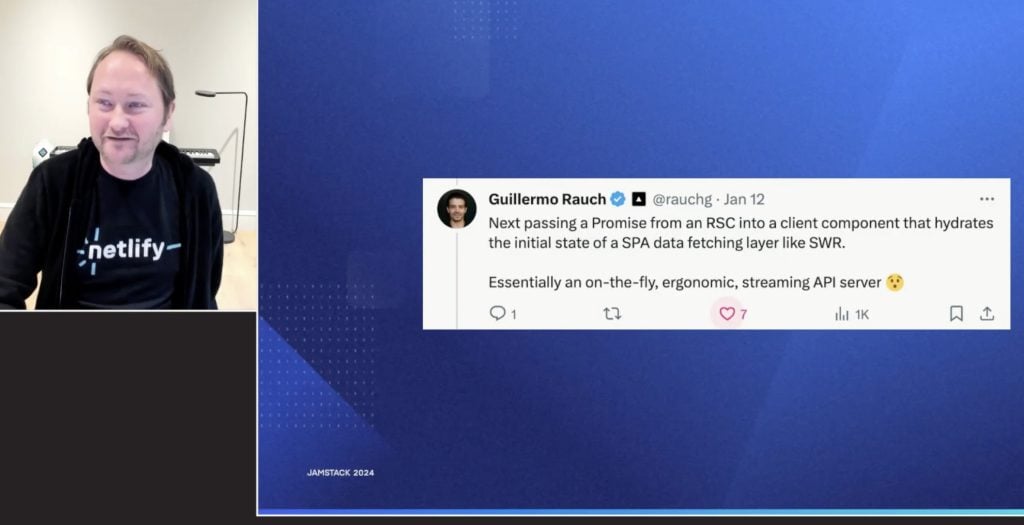 netlify
Guillermo Rauch @rauchg · Jan 12
Next passing a Promise from an RSC into a client component that hydrates
the initial state of a SPA data fetching layer like SWR.
Essentially an on-the-fly, ergonomic, streaming API server 😯
1 7 1K
JAMSTACK 2024